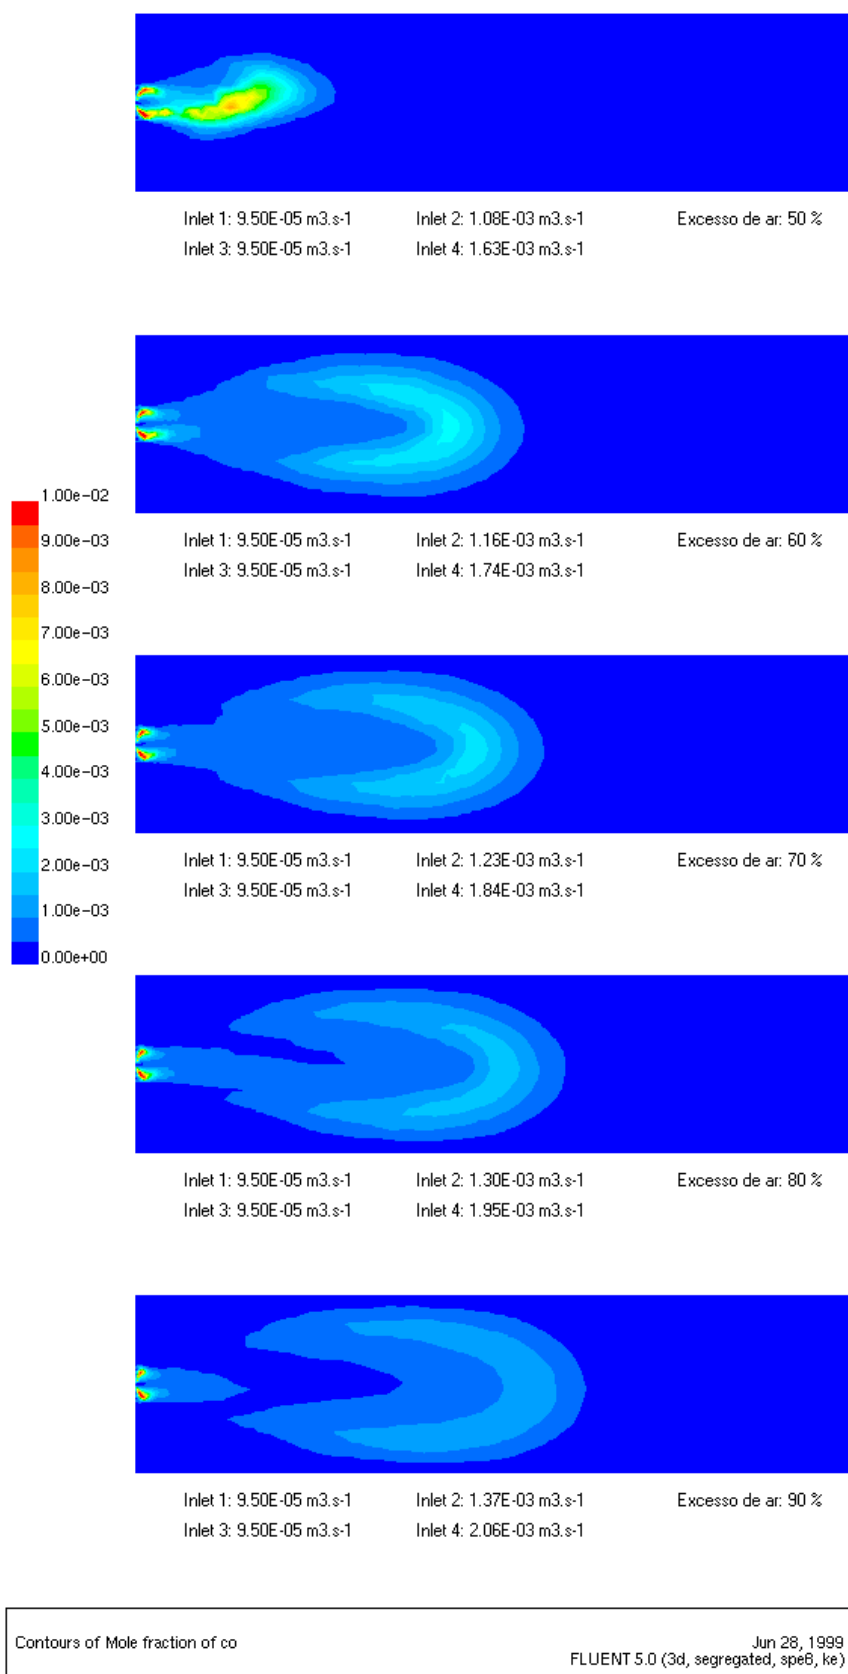 Inlet 1: 9.50E-05 m3.s-1 Inlet 2: 1.08E-03 m3.s-1 Excesso de ar: 50 %
Inlet 3: 9.50E-05 m3.s-1 Inlet 4: 1.63E-03 m3.s-1
1.00e-02
9.00e-03
8.00e-03
7.00e-03
6.00e-03
5.00e-03
4.00e-03
3.00e-03
2.00e-03
1.00e-03
0.00e+00
Inlet 1: 9.50E-05 m3.s-1 Inlet 2: 1.16E-03 m3.s-1 Excesso de ar: 60 %
Inlet 3: 9.50E-05 m3.s-1 Inlet 4: 1.74E-03 m3.s-1
Inlet 1: 9.50E-05 m3.s-1 Inlet 2: 1.23E-03 m3.s-1 Excesso de ar: 70 %
Inlet 3: 9.50E-05 m3.s-1 Inlet 4: 1.84E-03 m3.s-1
Inlet 1: 9.50E-05 m3.s-1 Inlet 2: 1.30E-03 m3.s-1 Excesso de ar: 80 %
Inlet 3: 9.50E-05 m3.s-1 Inlet 4: 1.95E-03 m3.s-1
Inlet 1: 9.50E-05 m3.s-1 Inlet 2: 1.37E-03 m3.s-1 Excesso de ar: 90 %
Inlet 3: 9.50E-05 m3.s-1 Inlet 4: 2.06E-03 m3.s-1
Contours of Mole fraction of co Jun 28, 1999
FLUENT 5.0 (3d, segregated, spe8, ke)